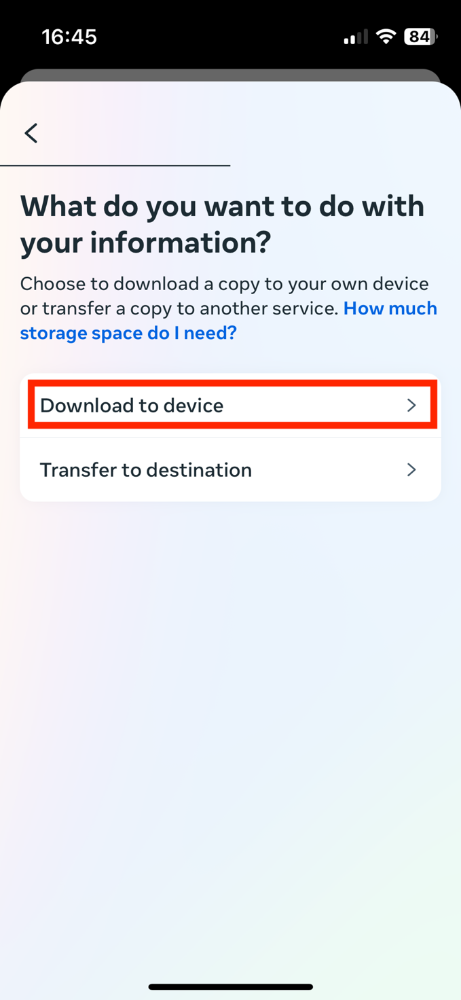 16:45
84
What do you want to do with
your information?
Choose to download a copy to your own device
or transfer a copy to another service. How much
storage space do I need?
Download to device
Transfer to destination